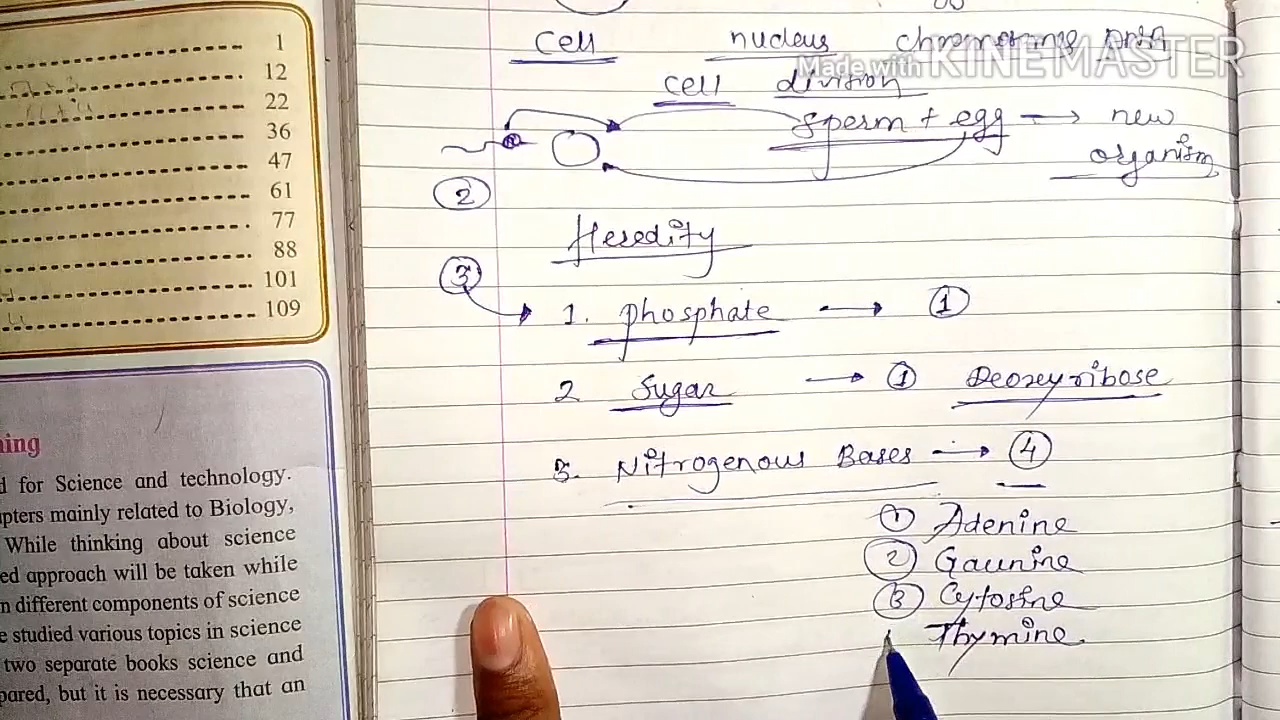 1
12
22
36
47
61
77
88
101
109
ning
d for Science and technology.
pters mainly related to Biology,
While thinking about science
ed approach will be taken while
n different components of science
e studied various topics in science
two separate books science and
pared, but it is necessary that an
Cell nucleus chromosome DNA
Made with KINEMASTER
cell division
sperm + egg → new
organism
2
Heredity
3
1. phosphate → 1
2 Sugar → 1 Deoxeyribose
3. Nitrogenous Bases → 4
1 Adenine
2 Gaunine
3 Cytosine
Thymine